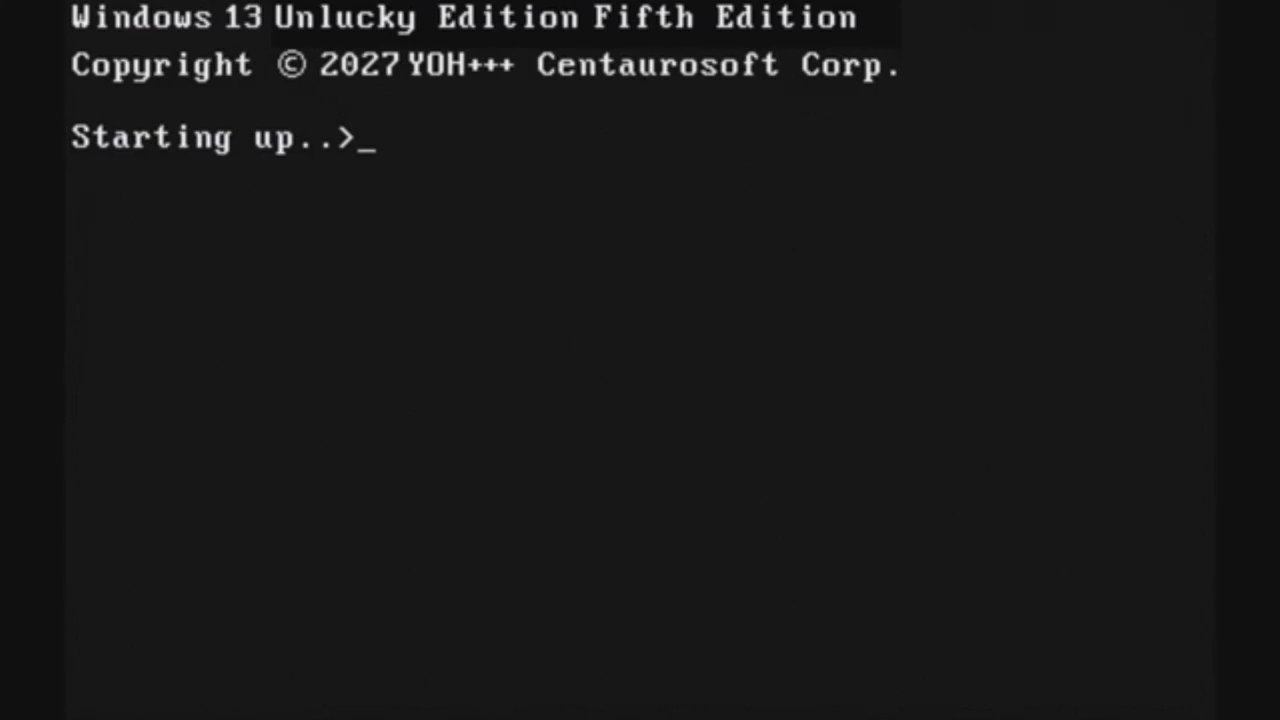 Windows 13 Unlucky Edition Fifth Edition
Copyright © 2027 YOH+++ Centaurosoft Corp.
Starting up..>_